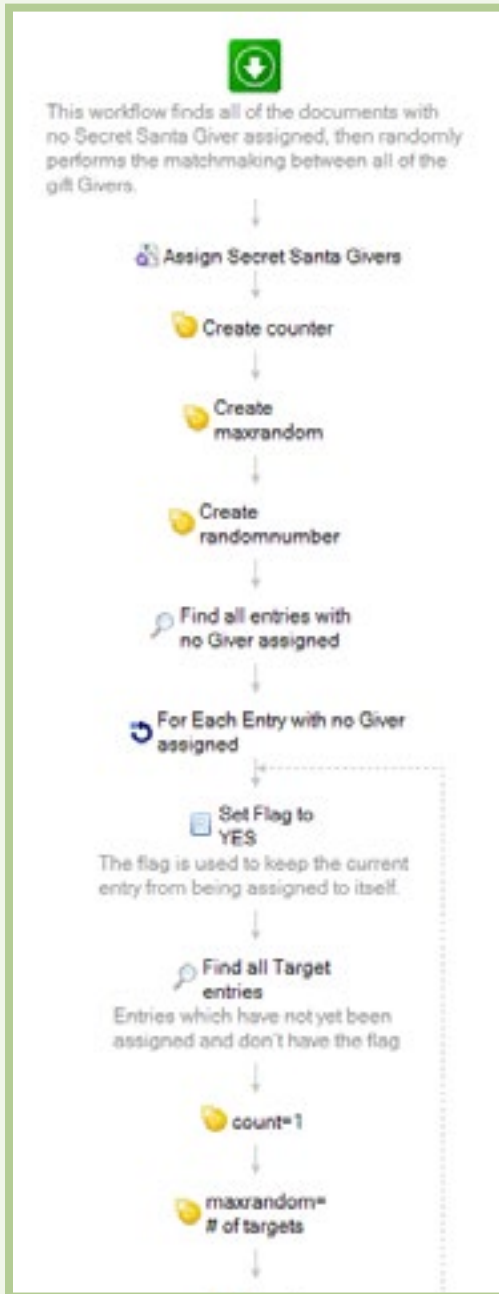 This workflow finds all of the documents with
no Secret Santa Giver assigned, then randomly
performs the matchmaking between all of the
gift Givers.
Assign Secret Santa Givers
Create counter
Create
maxrandom
Create
randomnumber
Find all entries with
no Giver assigned
For Each Entry with no Giver
assigned
Set Flag to
YES
The flag is used to keep the current
entry from being assigned to itself.
Find all Target
entries
Entries which have not yet been
assigned and don't have the flag
count=1
maxrandom=
# of targets